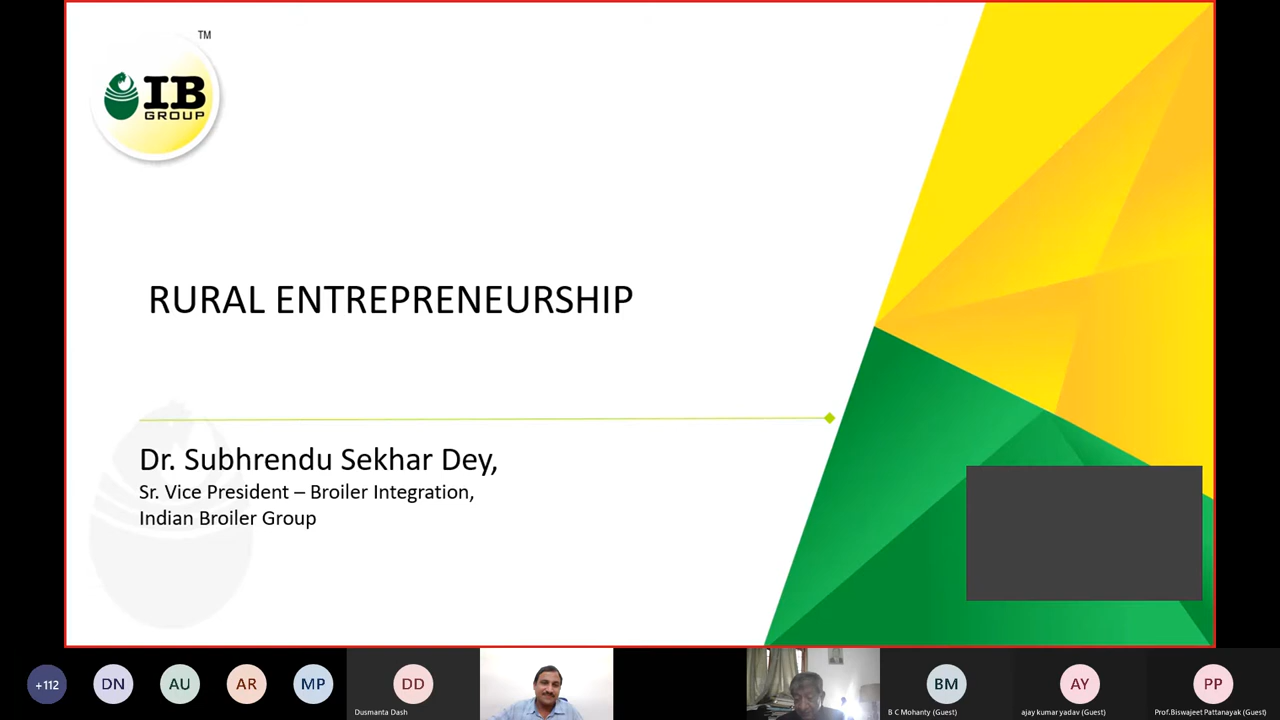 TM
IB
GROUP
RURAL ENTREPRENEURSHIP
Dr. Subhrendu Sekhar Dey,
Sr. Vice President – Broiler Integration,
Indian Broiler Group
+112
DN
AU
AR
MP
DD
Dusmanta Dash
BM
B C Mohanty (Guest)
AY
ajay kumar yadav (Guest)
PP
Prof.Biswajeet Pattanayak (Guest)